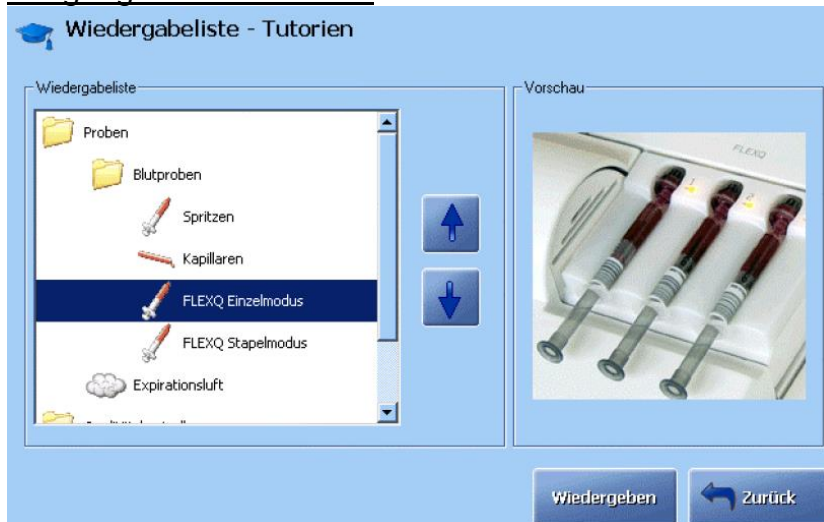 Wiedergabeliste - Tutorien
Wiedergabeliste
Proben
Blutproben
Spritzen
Kapillaren
FLEXQ Einzelmodus
FLEXQ Stapelmodus
Expirationsluft
Vorschau
FLEXQ
1
2
Wiedergeben
Zurück